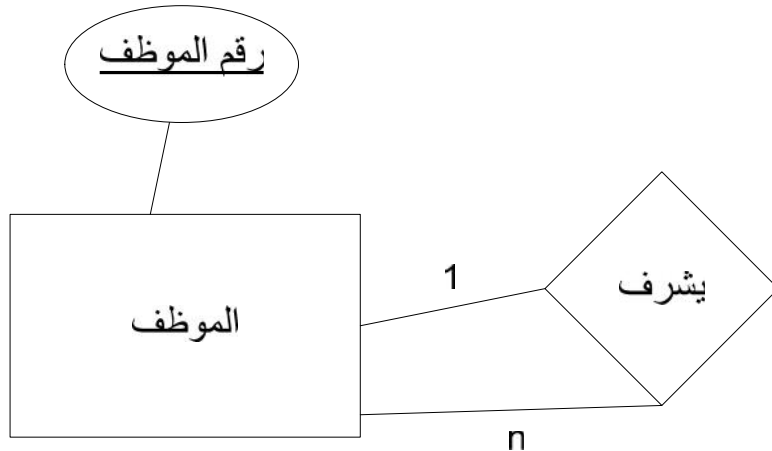 رقم الموظف
1
يشرف
الموظف
n